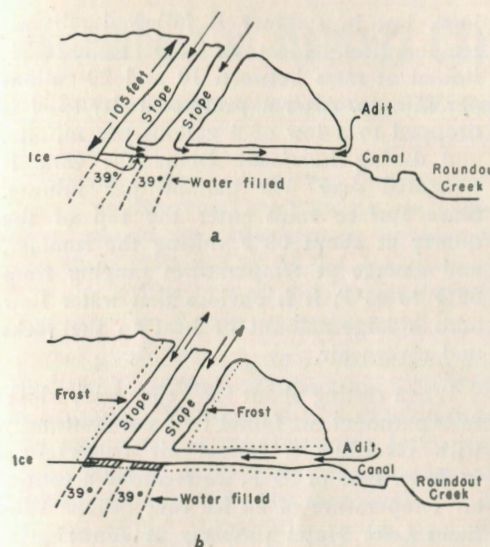 105 feet
Stope
Stope
Adit
Ice
Canal
Roundout
Creek
39°
39°
Water filled
a
Frost
Stope
Stope
Frost
Ice
Adit
Canal
Roundout
Creek
39°
39°
Water filled
b.